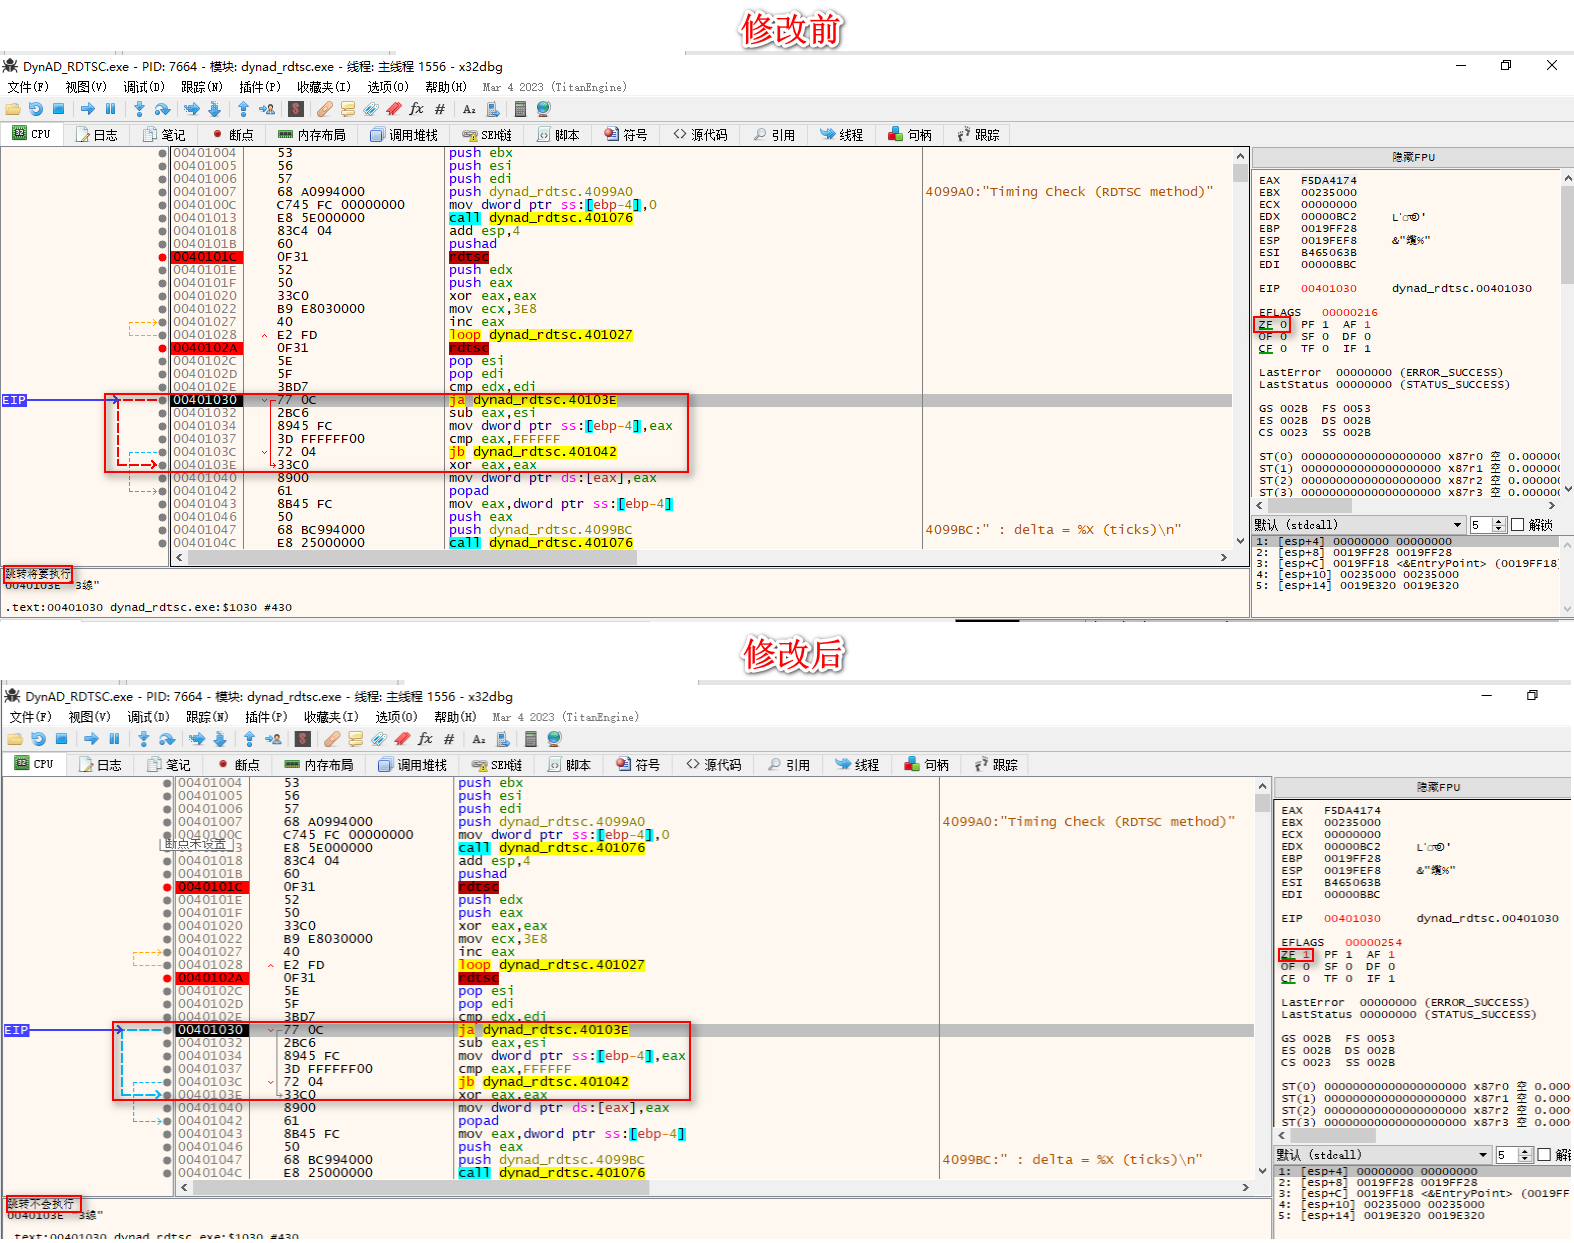 修改前
DynAD_RDTSC.exe - PID: 7664 - 模块: dynad_rdtsc.exe - 线程: 主线程 1556 - x32dbg
文件(F) 视图(V) 调试(D) 跟踪(N) 插件(P) 收藏夹(I) 选项(O) 帮助(H) Mar 4 2023 (TitanEngine)
CPU 日志 笔记 断点 内存布局 调用堆栈 SEH链 脚本 符号 源代码 引用 线程 句柄 跟踪
00401004 53 push ebx
00401005 56 push esi
00401006 57 push edi
00401007 68 A0994000 push dynad_rdtsc.4099A0 4099A0:"Timing Check (RDTSC method)"
0040100C C745 FC 00000000 mov dword ptr ss:[ebp-4],0
00401013 E8 5E000000 call dynad_rdtsc.401076
00401018 83C4 04 add esp,4
0040101B 60 pushad
0040101C 0F31 rdtsc
0040101E 52 push edx
0040101F 50 push eax
00401020 33C0 xor eax,eax
00401022 B9 E8030000 mov ecx,3E8
00401027 40 inc eax
00401028 E2 FD loop dynad_rdtsc.401027
0040102A 0F31 rdtsc
0040102C 5E pop esi
0040102D 5F pop edi
0040102E 3BD7 cmp edx,edi
EIP 00401030 77 0C ja dynad_rdtsc.40103E
00401032 2BC6 sub eax,esi
00401034 8945 FC mov dword ptr ss:[ebp-4],eax
00401037 3D FFFFFF00 cmp eax,FFFFFF
0040103C 72 04 jb dynad_rdtsc.401042
0040103E 33C0 xor eax,eax
00401040 8900 mov dword ptr ds:[eax],eax
00401042 61 popad
00401043 8B45 FC mov eax,dword ptr ss:[ebp-4]
00401046 50 push eax
00401047 68 BC994000 push dynad_rdtsc.4099BC 4099BC:" : delta = %X (ticks)\n"
0040104C E8 25000000 call dynad_rdtsc.401076
隐藏FPU
EAX F5DA4174
EBX 00235000
ECX 00000000
EDX 00000BC2
EBP 0019FF28
ESP 0019FEF8
ESI B465063B
EDI 00000BBC
EIP 00401030 dynad_rdtsc.00401030
EFLAGS 00000216
ZF 0 PF 1 AF 1
OF 0 SF 0 DF 0
CF 0 TF 0 IF 1
LastError 00000000 (ERROR_SUCCESS)
LastStatus 00000000 (STATUS_SUCCESS)
GS 002B FS 0053
ES 002B DS 002B
CS 0023 SS 002B
ST(0) 00000000000000000000 x87r0 空 0.000000
ST(1) 00000000000000000000 x87r1 空 0.000000
ST(2) 00000000000000000000 x87r2 空 0.000000
ST(3) 00000000000000000000 x87r3 空 0.000000
默认 (stdcall) 5 解锁
1: [esp+4] 00000000 00000000
2: [esp+8] 0019FF28 0019FF28
3: [esp+C] 0019FF18 <&EntryPoint> (0019FF18)
4: [esp+10] 00235000 00235000
5: [esp+14] 0019E320 0019E320
跳转将要执行
0040103E
.text:00401030 dynad_rdtsc.exe:$1030 #430
修改后
DynAD_RDTSC.exe - PID: 7664 - 模块: dynad_rdtsc.exe - 线程: 主线程 1556 - x32dbg
文件(F) 视图(V) 调试(D) 跟踪(N) 插件(P) 收藏夹(I) 选项(O) 帮助(H) Mar 4 2023 (TitanEngine)
CPU 日志 笔记 断点 内存布局 调用堆栈 SEH链 脚本 符号 源代码 引用 线程 句柄 跟踪
00401004 53 push ebx
00401005 56 push esi
00401006 57 push edi
00401007 68 A0994000 push dynad_rdtsc.4099A0 4099A0:"Timing Check (RDTSC method)"
0040100C C745 FC 00000000 mov dword ptr ss:[ebp-4],0
断点未设置 3 E8 5E000000 call dynad_rdtsc.401076
00401018 83C4 04 add esp,4
0040101B 60 pushad
0040101C 0F31 rdtsc
0040101E 52 push edx
0040101F 50 push eax
00401020 33C0 xor eax,eax
00401022 B9 E8030000 mov ecx,3E8
00401027 40 inc eax
00401028 E2 FD loop dynad_rdtsc.401027
0040102A 0F31 rdtsc
0040102C 5E pop esi
0040102D 5F pop edi
0040102E 3BD7 cmp edx,edi
EIP 00401030 77 0C ja dynad_rdtsc.40103E
00401032 2BC6 sub eax,esi
00401034 8945 FC mov dword ptr ss:[ebp-4],eax
00401037 3D FFFFFF00 cmp eax,FFFFFF
0040103C 72 04 jb dynad_rdtsc.401042
0040103E 33C0 xor eax,eax
00401040 8900 mov dword ptr ds:[eax],eax
00401042 61 popad
00401043 8B45 FC mov eax,dword ptr ss:[ebp-4]
00401046 50 push eax
00401047 68 BC994000 push dynad_rdtsc.4099BC 4099BC:" : delta = %X (ticks)\n"
0040104C E8 25000000 call dynad_rdtsc.401076
隐藏FPU
EAX F5DA4174
EBX 00235000
ECX 00000000
EDX 00000BC2
EBP 0019FF28
ESP 0019FEF8
ESI B465063B
EDI 00000BBC
EIP 00401030 dynad_rdtsc.00401030
EFLAGS 00000254
ZF 1 PF 1 AF 1
OF 0 SF 0 DF 0
CF 0 TF 0 IF 1
LastError 00000000 (ERROR_SUCCESS)
LastStatus 00000000 (STATUS_SUCCESS)
GS 002B FS 0053
ES 002B DS 002B
CS 0023 SS 002B
ST(0) 00000000000000000000 x87r0 空 0.000
ST(1) 00000000000000000000 x87r1 空 0.000
ST(2) 00000000000000000000 x87r2 空 0.000
ST(3) 00000000000000000000 x87r3 空 0.000
默认 (stdcall) 5 解锁
1: [esp+4] 00000000 00000000
2: [esp+8] 0019FF28 0019FF28
3: [esp+C] 0019FF18 <&EntryPoint> (0019FF
4: [esp+10] 00235000 00235000
5: [esp+14] 0019E320 0019E320
跳转不会执行
0040103E
.text:00401030 dynad_rdtsc.exe:$1030 #430